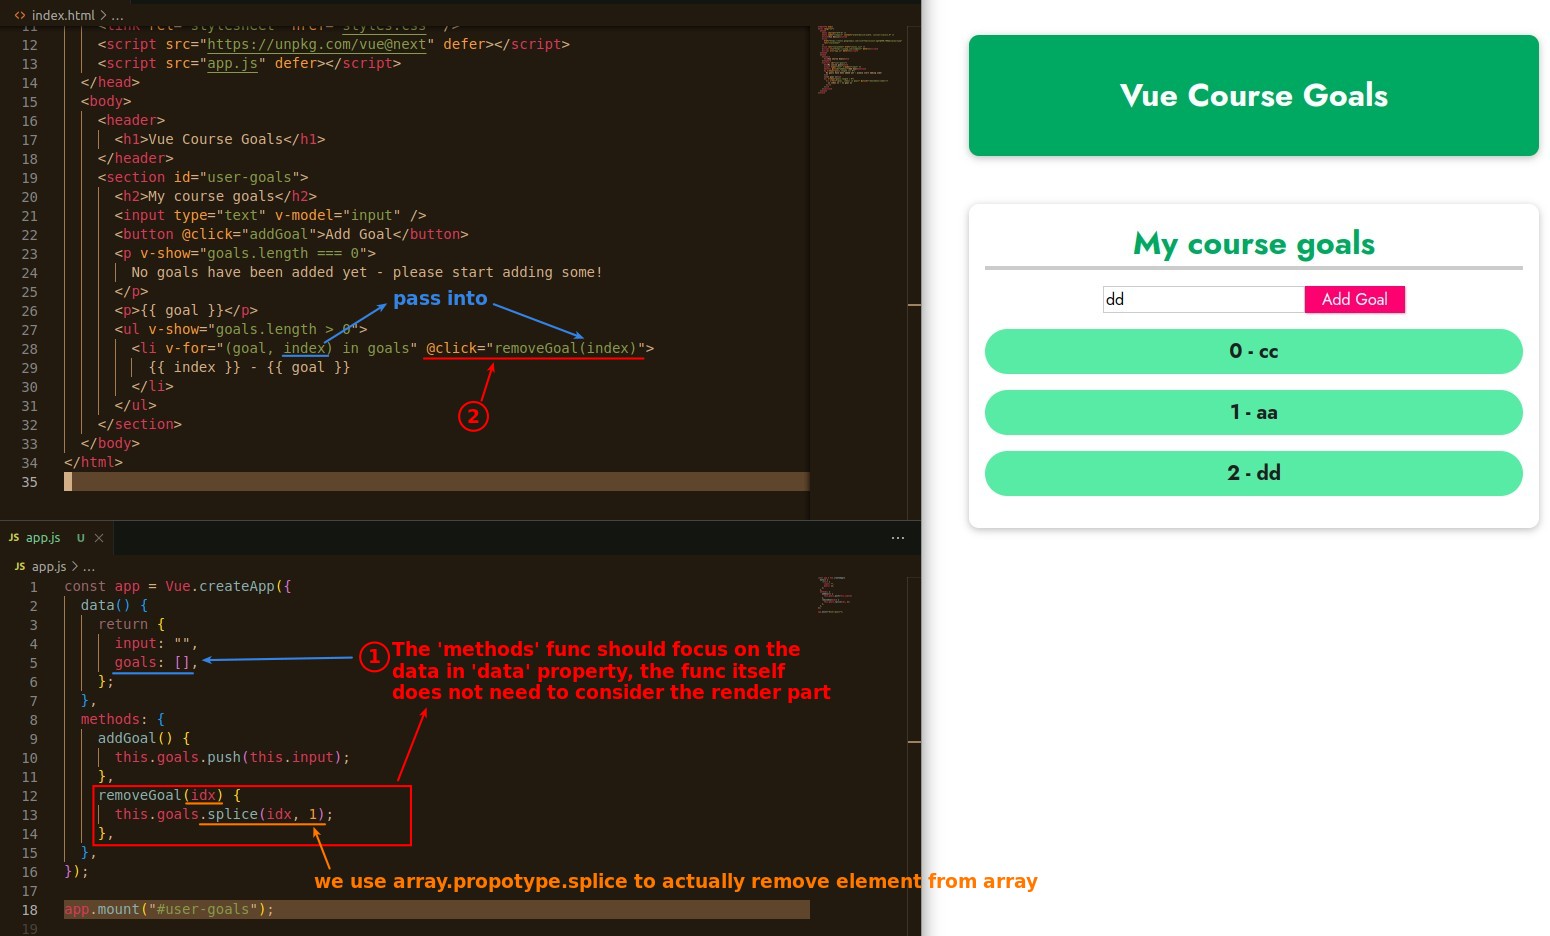 index.html > ...
11 <link rel="stylesheet" href="styles.css" />
12 <script src="https://unpkg.com/vue@next" defer></script>
13 <script src="app.js" defer></script>
14 </head>
15 <body>
16 <header>
17 <h1>Vue Course Goals</h1>
18 </header>
19 <section id="user-goals">
20 <h2>My course goals</h2>
21 <input type="text" v-model="input" />
22 <button @click="addGoal">Add Goal</button>
23 <p v-show="goals.length === 0">
24 No goals have been added yet - please start adding some!
25 </p>
pass into
26 <p>{{ goal }}</p>
27 <ul v-show="goals.length > 0">
28 <li v-for="(goal, index) in goals" @click="removeGoal(index)">
29 {{ index }} - {{ goal }}
30 </li>
31 </ul>
2
32 </section>
33 </body>
34 </html>
35
JS app.js U ×
...
JS app.js > ...
1 const app = Vue.createApp({
2 data() {
3 return {
4 input: "",
5 goals: [],
6 };
7 },
8 methods: {
9 addGoal() {
10 this.goals.push(this.input);
11 },
12 removeGoal(idx) {
13 this.goals.splice(idx, 1);
14 },
15 },
16 });
17
18 app.mount("#user-goals");
19
1 The 'methods' func should focus on the
data in 'data' property, the func itself
does not need to consider the render part
we use array.propotype.splice to actually remove element from array
Vue Course Goals
My course goals
dd Add Goal
0 - cc
1 - aa
2 - dd